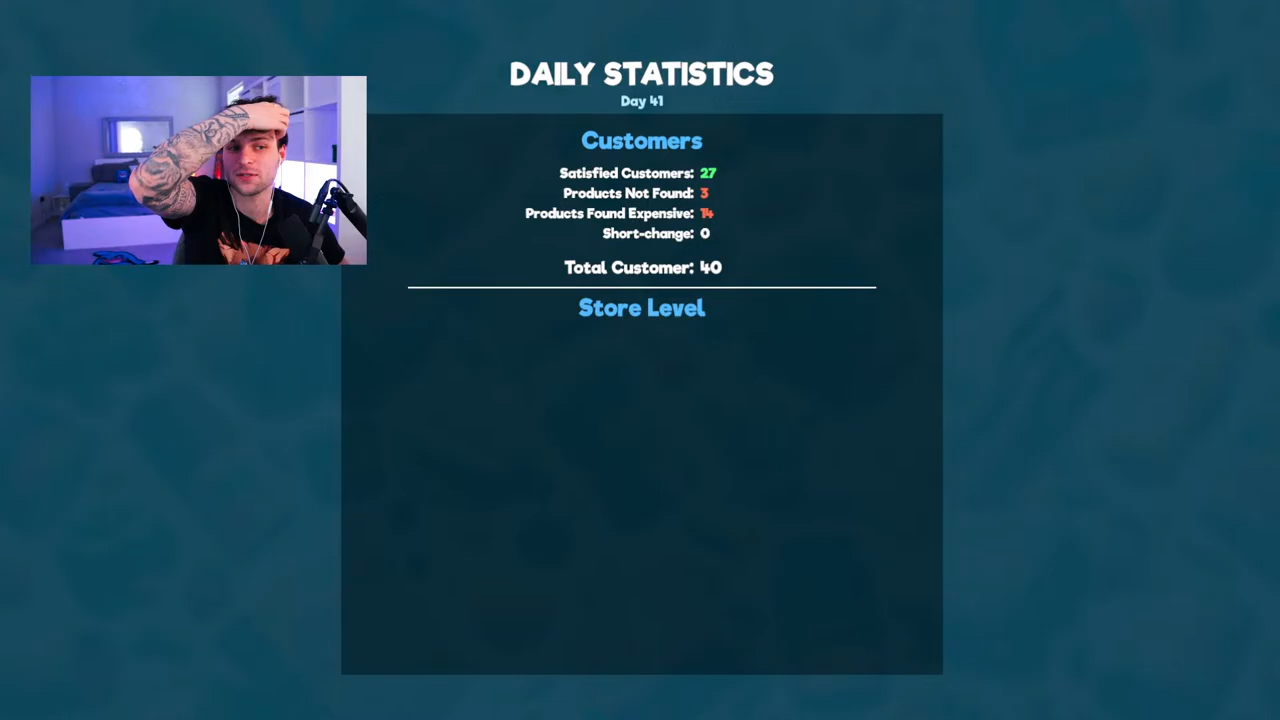 DAILY STATISTICS
Day 41
Customers
Satisfied Customers: 27
Products Not Found: 3
Products Found Expensive: 14
Short-change: 0
Total Customer: 40
Store Level